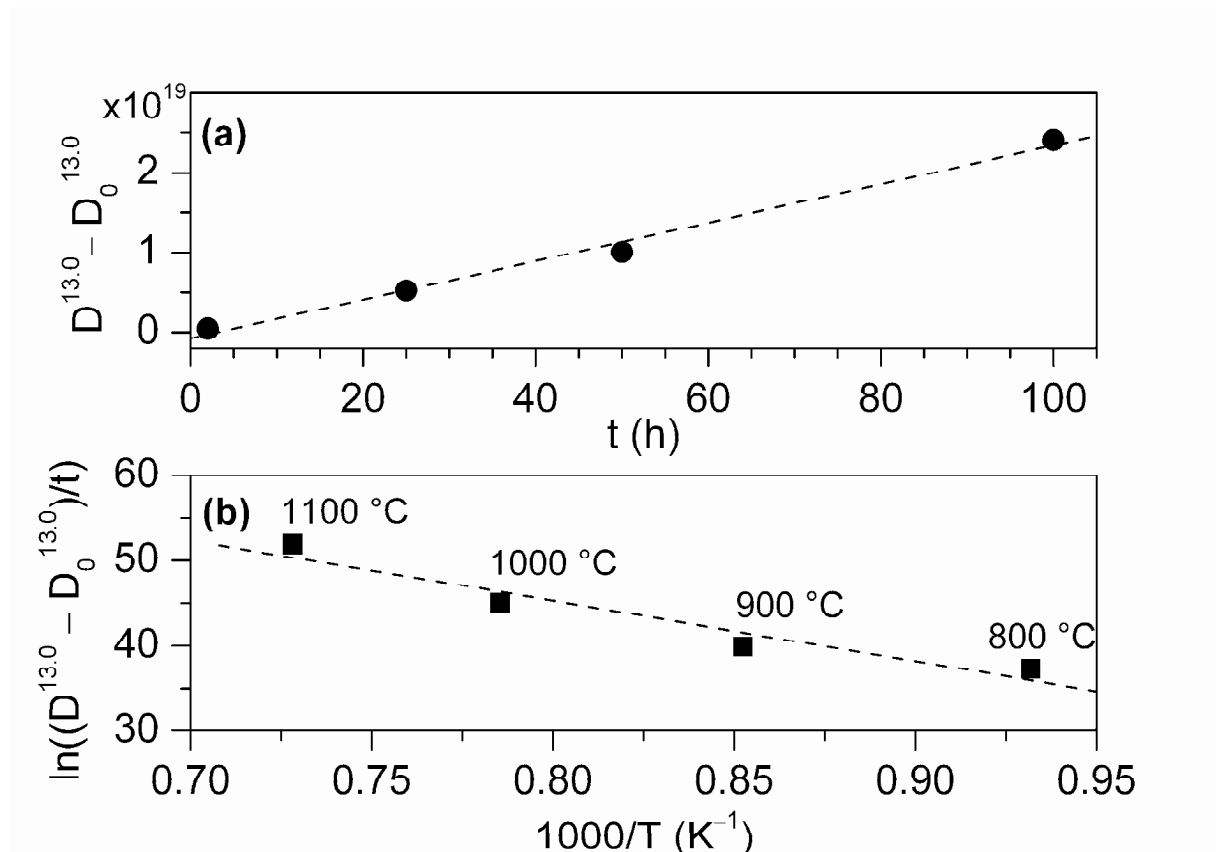 x10^19
(a)
D^13.0 – D_0^13.0
2
1
0
0 20 40 60 80 100
t (h)
ln((D^13.0 – D_0^13.0)/t)
60
50
40
30
(b)
1100 °C
1000 °C
900 °C
800 °C
0.70 0.75 0.80 0.85 0.90 0.95
1000/T (K^–1)